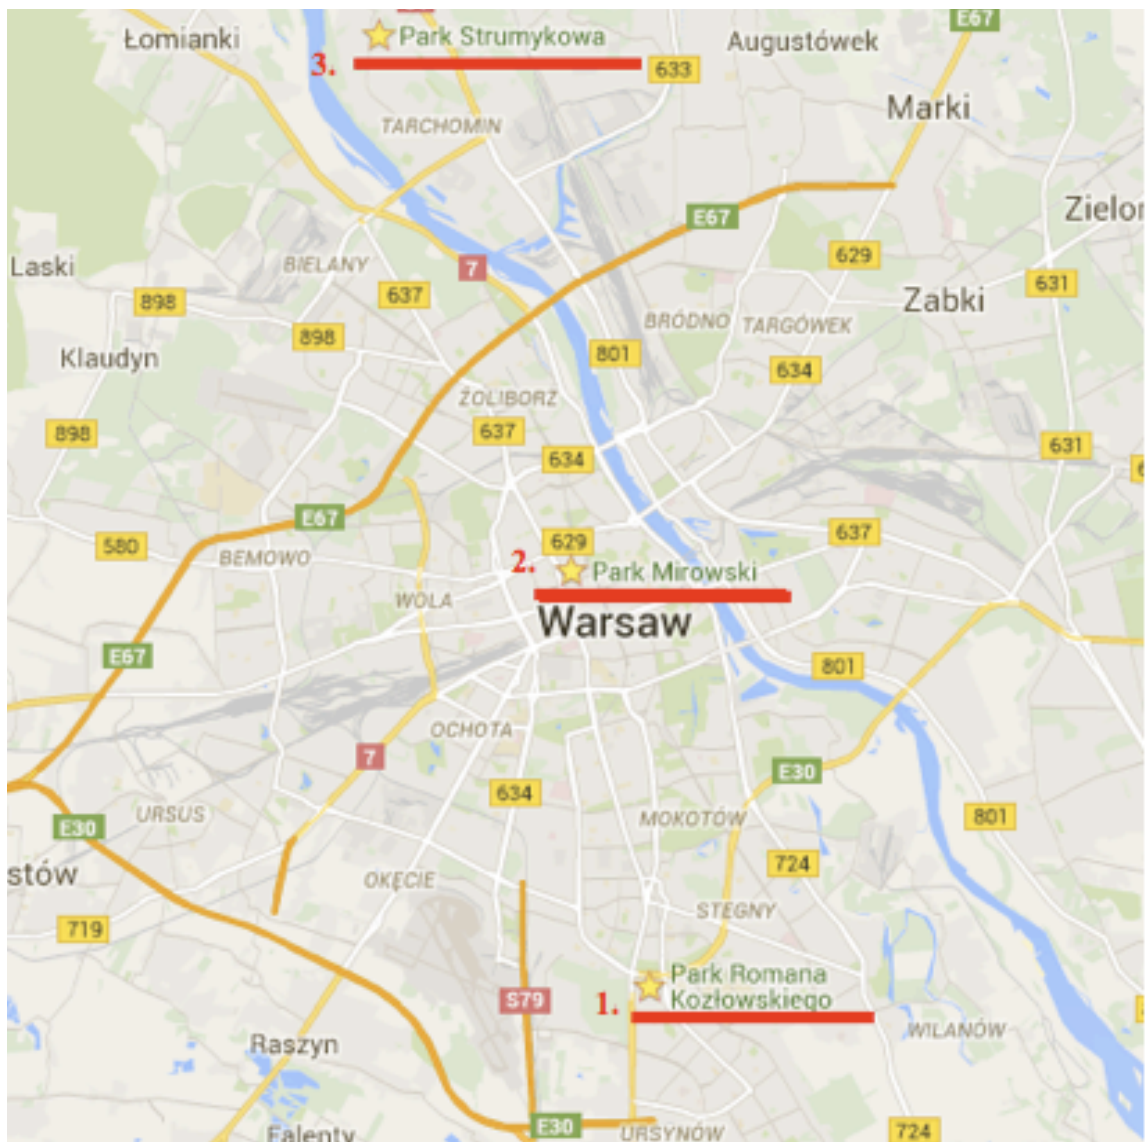 E67
Łomianki
Park Strumykowa
Augustówek
3.
633
Marki
TARCHOMIN
Zielor
E67
629
Laski
BIELANY
7
637
631
898
Zabki
898
BRÓDNO
TARGÓWEK
Klaudyn
801
634
ŻOLIBORZ
898
637
634
631
E67
580
629
637
BEMOWO
2.
Park Mirowski
WOLA
Warsaw
E67
801
OCHOTA
7
E30
634
URSUS
MOKOTÓW
801
E30
724
stów
OKĘCIE
STEGNY
719
Park Romana
Kozłowskiego
S79
1.
WILANÓW
Raszyn
E30
URSYNÓW
724
Falenty